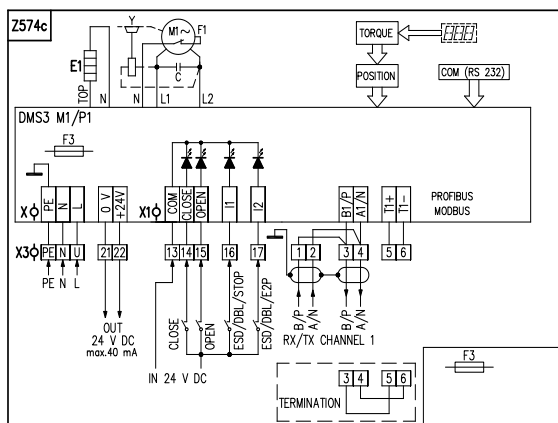 Z574c
Y
M1~
F1
TORQUE
E1
C
POSITION
COM (RS 232)
TOP
N
N
L1
L2
DMS3 M1/P1
F3
PE
N
L
0 V
+24V
COM
CLOSE
OPEN
I1
I2
B1/P
A1/N
T1+
T1-
PROFIBUS
MODBUS
X
X1
X3
PE
N
U
21
22
13
14
15
16
17
1
2
3
4
5
6
PE N L
OUT
24 V DC
max.40 mA
CLOSE
OPEN
ESD/DBL/STOP
ESD/DBL/E2P
IN 24 V DC
B/P
A/N
B/P
A/N
RX/TX CHANNEL 1
3
4
5
6
TERMINATION
F3